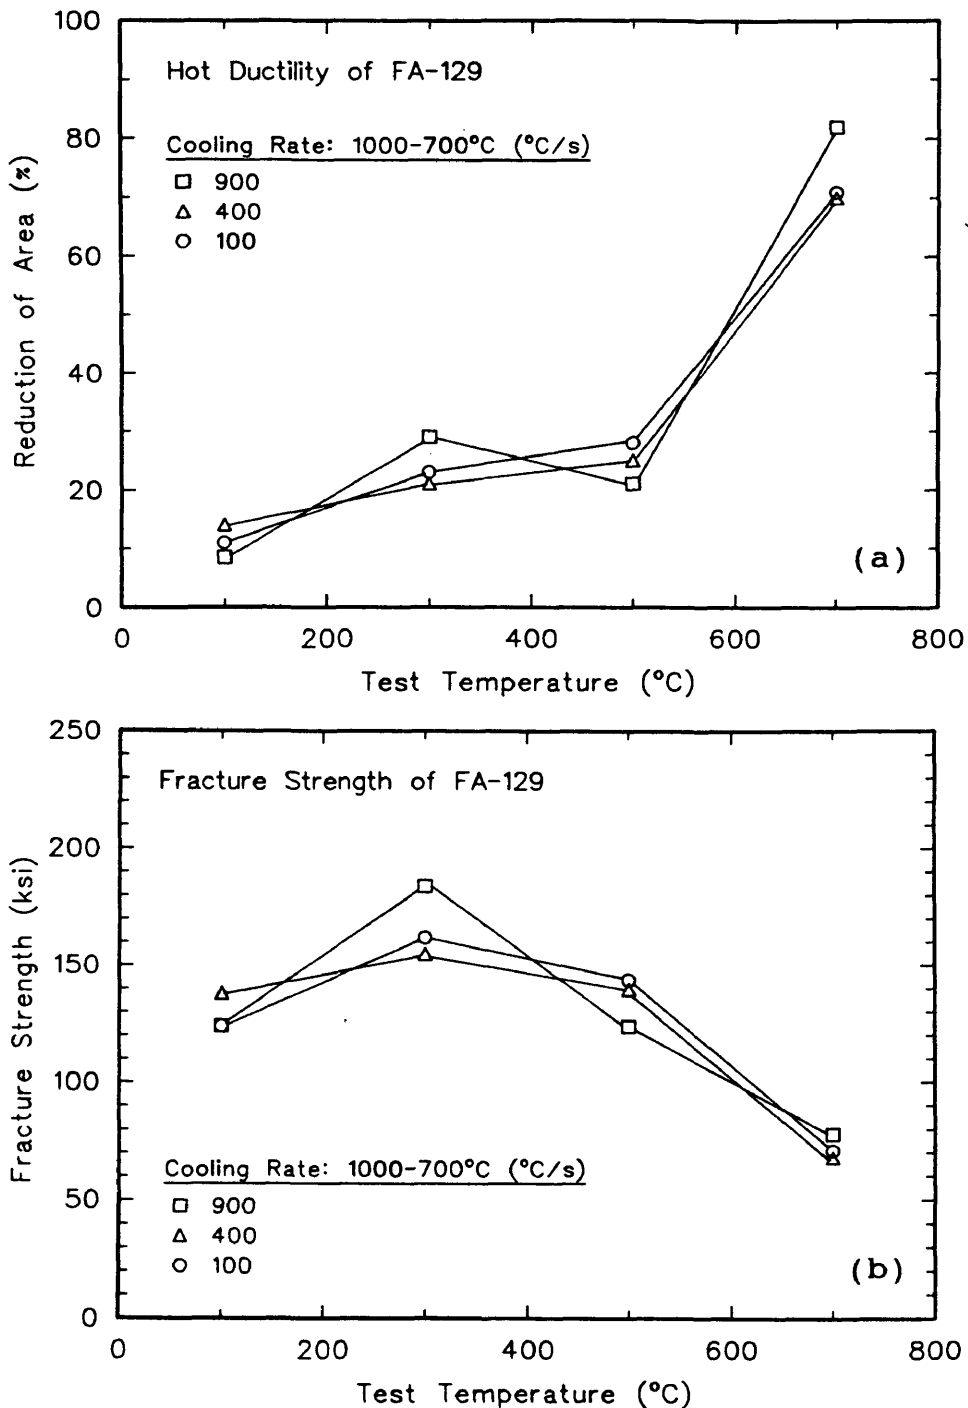 100
Hot Ductility of FA-129
Cooling Rate: 1000-700°C (°C/s)
900
400
100
80
60
40
20
0
Reduction of Area (%)
(a)
0 200 400 600 800
Test Temperature (°C)
250
Fracture Strength of FA-129
200
150
100
50
0
Fracture Strength (ksi)
Cooling Rate: 1000-700°C (°C/s)
900
400
100
(b)
0 200 400 600 800
Test Temperature (°C)